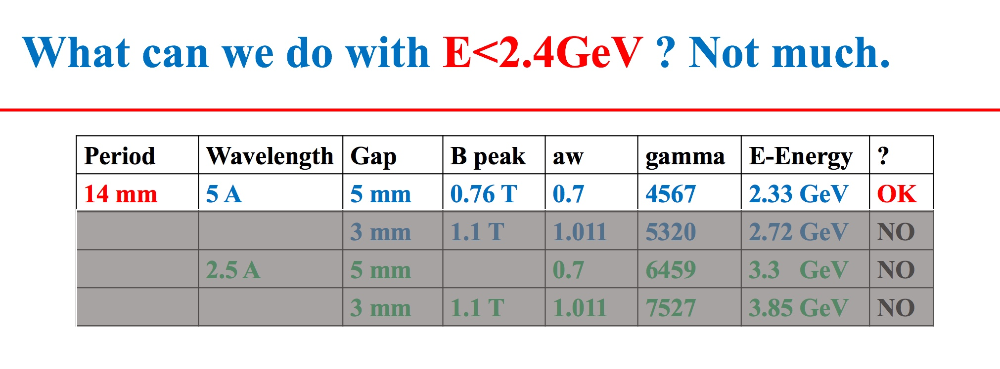 What can we do with E<2.4GeV ? Not much.
Period Wavelength Gap B peak aw gamma E-Energy ?
14 mm 5 A 5 mm 0.76 T 0.7 4567 2.33 GeV OK
3 mm 1.1 T 1.011 5320 2.72 GeV NO
2.5 A 5 mm 0.7 6459 3.3 GeV NO
3 mm 1.1 T 1.011 7527 3.85 GeV NO